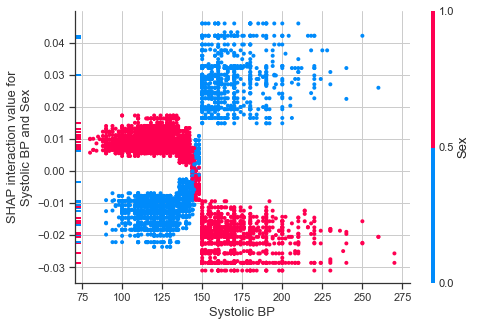 SHAP interaction value for
Systolic BP and Sex
0.04
0.03
0.02
0.01
0.00
−0.01
−0.02
−0.03
75 100 125 150 175 200 225 250 275
Systolic BP
1.0
0.5
0.0
Sex